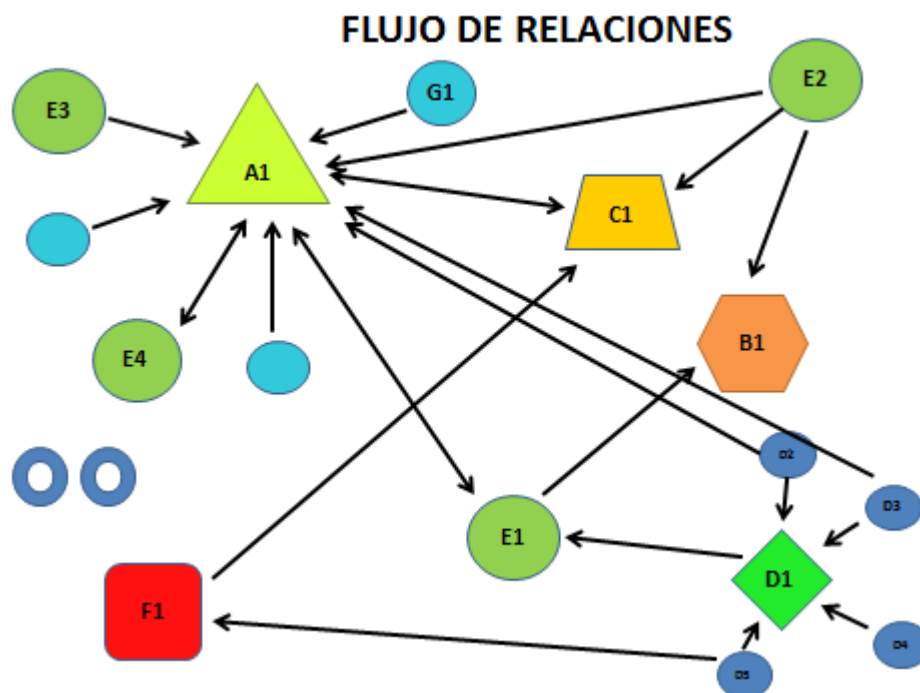 FLUJO DE RELACIONES
E3
G1
E2
A1
C1
E4
B1
D2
D3
E1
D1
F1
D4
D5